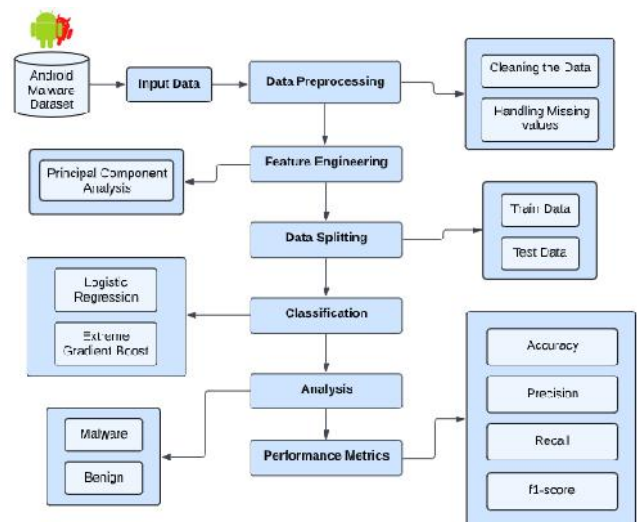 Android
Malware
Dataset
Input Data
Data Preprocessing
Cleaning the Data
Handling Missing
values
Feature Engineering
Principal Component
Analysis
Data Splitting
Train Data
Test Data
Logistic
Regression
Extreme
Gradient Boost
Classification
Analysis
Malware
Benign
Performance Metrics
Accuracy
Precision
Recall
f1-score